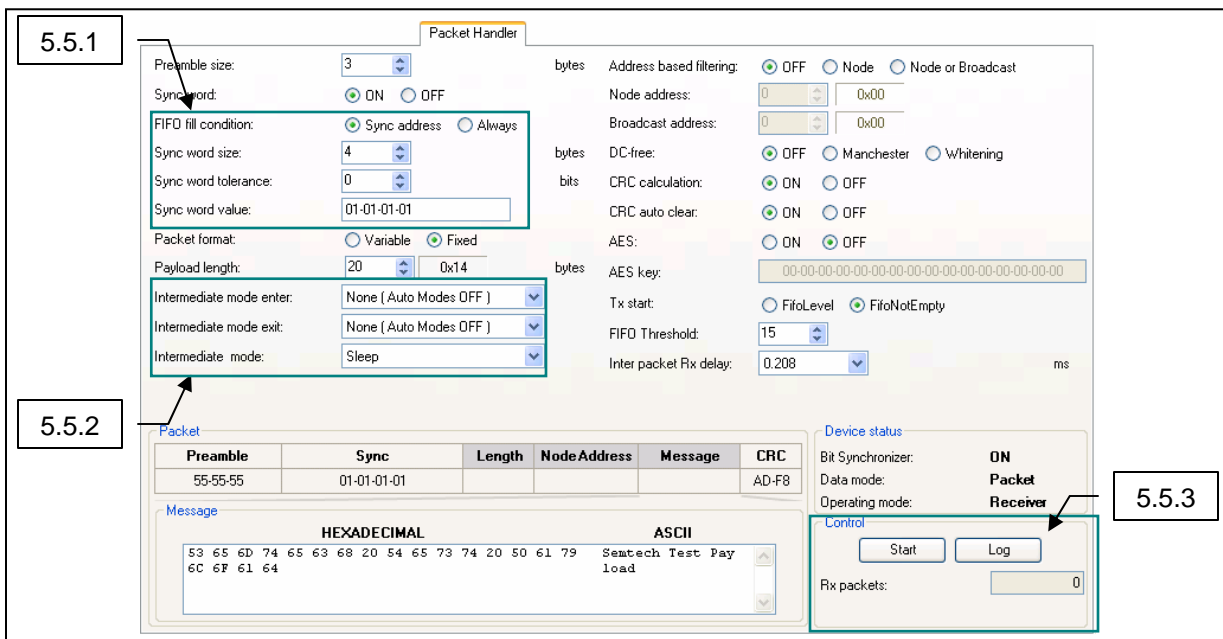 5.5.1
Packet Handler
Preamble size: 3 bytes
Sync word: ON OFF
FIFO fill condition: Sync address Always
Sync word size: 4 bytes
Sync word tolerance: 0 bits
Sync word value: 01-01-01-01
Packet format: Variable Fixed
Payload length: 20 0x14 bytes
Intermediate mode enter: None ( Auto Modes OFF )
Intermediate mode exit: None ( Auto Modes OFF )
Intermediate mode: Sleep
Address based filtering: OFF Node Node or Broadcast
Node address: 0 0x00
Broadcast address: 0 0x00
DC-free: OFF Manchester Whitening
CRC calculation: ON OFF
CRC auto clear: ON OFF
AES: ON OFF
AES key: 00-00-00-00-00-00-00-00-00-00-00-00-00-00-00-00
Tx start: FifoLevel FifoNotEmpty
FIFO Threshold: 15
Inter packet Rx delay: 0.208 ms
5.5.2
Packet
Preamble Sync Length Node Address Message CRC
55-55-55 01-01-01-01 AD-F8
Message
HEXADECIMAL ASCII
53 65 6D 74 65 63 68 20 54 65 73 74 20 50 61 79 Semtech Test Pay
6C 6F 61 64 load
Device status
Bit Synchronizer: ON
Data mode: Packet
Operating mode: Receiver
5.5.3
Control
Start Log
Rx packets: 0